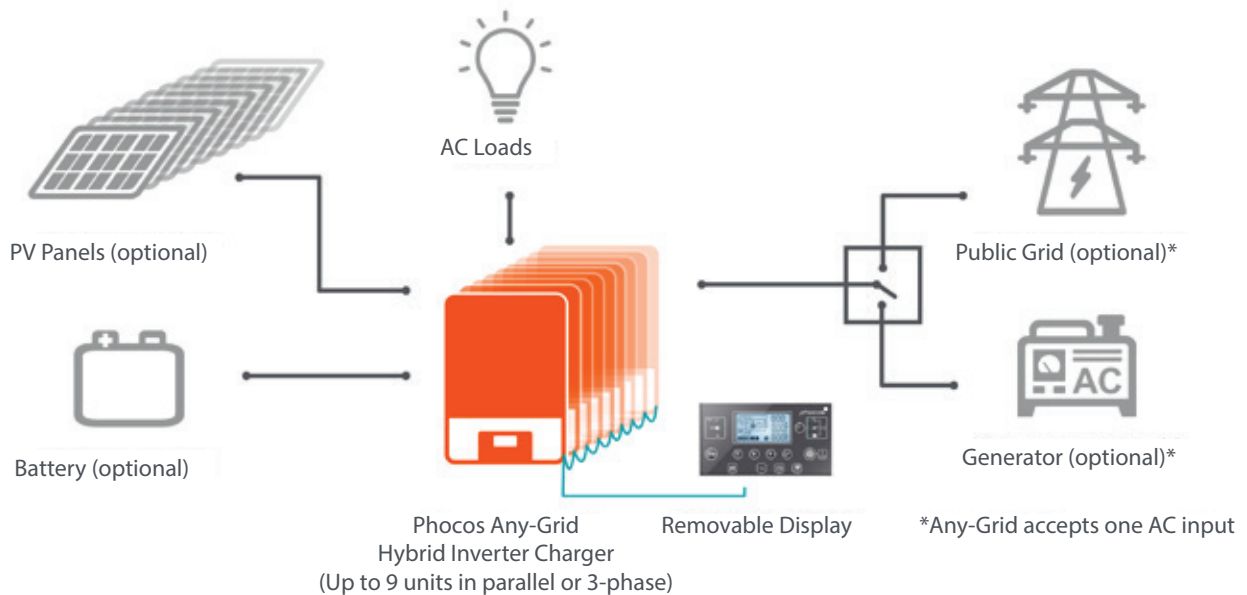 AC Loads
PV Panels (optional)
Public Grid (optional)*
AC
Battery (optional)
Generator (optional)*
Phocos Any-Grid
Hybrid Inverter Charger
(Up to 9 units in parallel or 3-phase)
Removable Display
*Any-Grid accepts one AC input